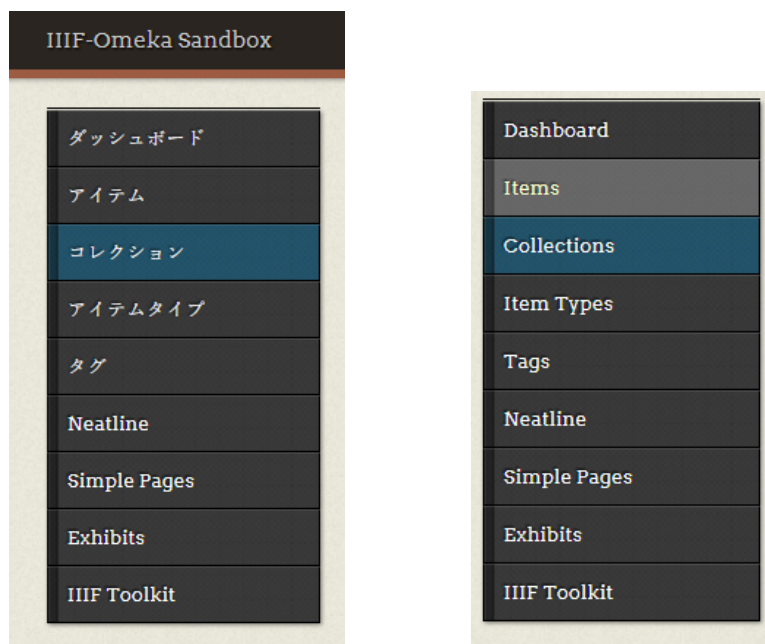 IIIF-Omeka Sandbox
ダッシュボード
アイテム
コレクション
アイテムタイプ
タグ
Neatline
Simple Pages
Exhibits
IIIF Toolkit
Dashboard
Items
Collections
Item Types
Tags
Neatline
Simple Pages
Exhibits
IIIF Toolkit